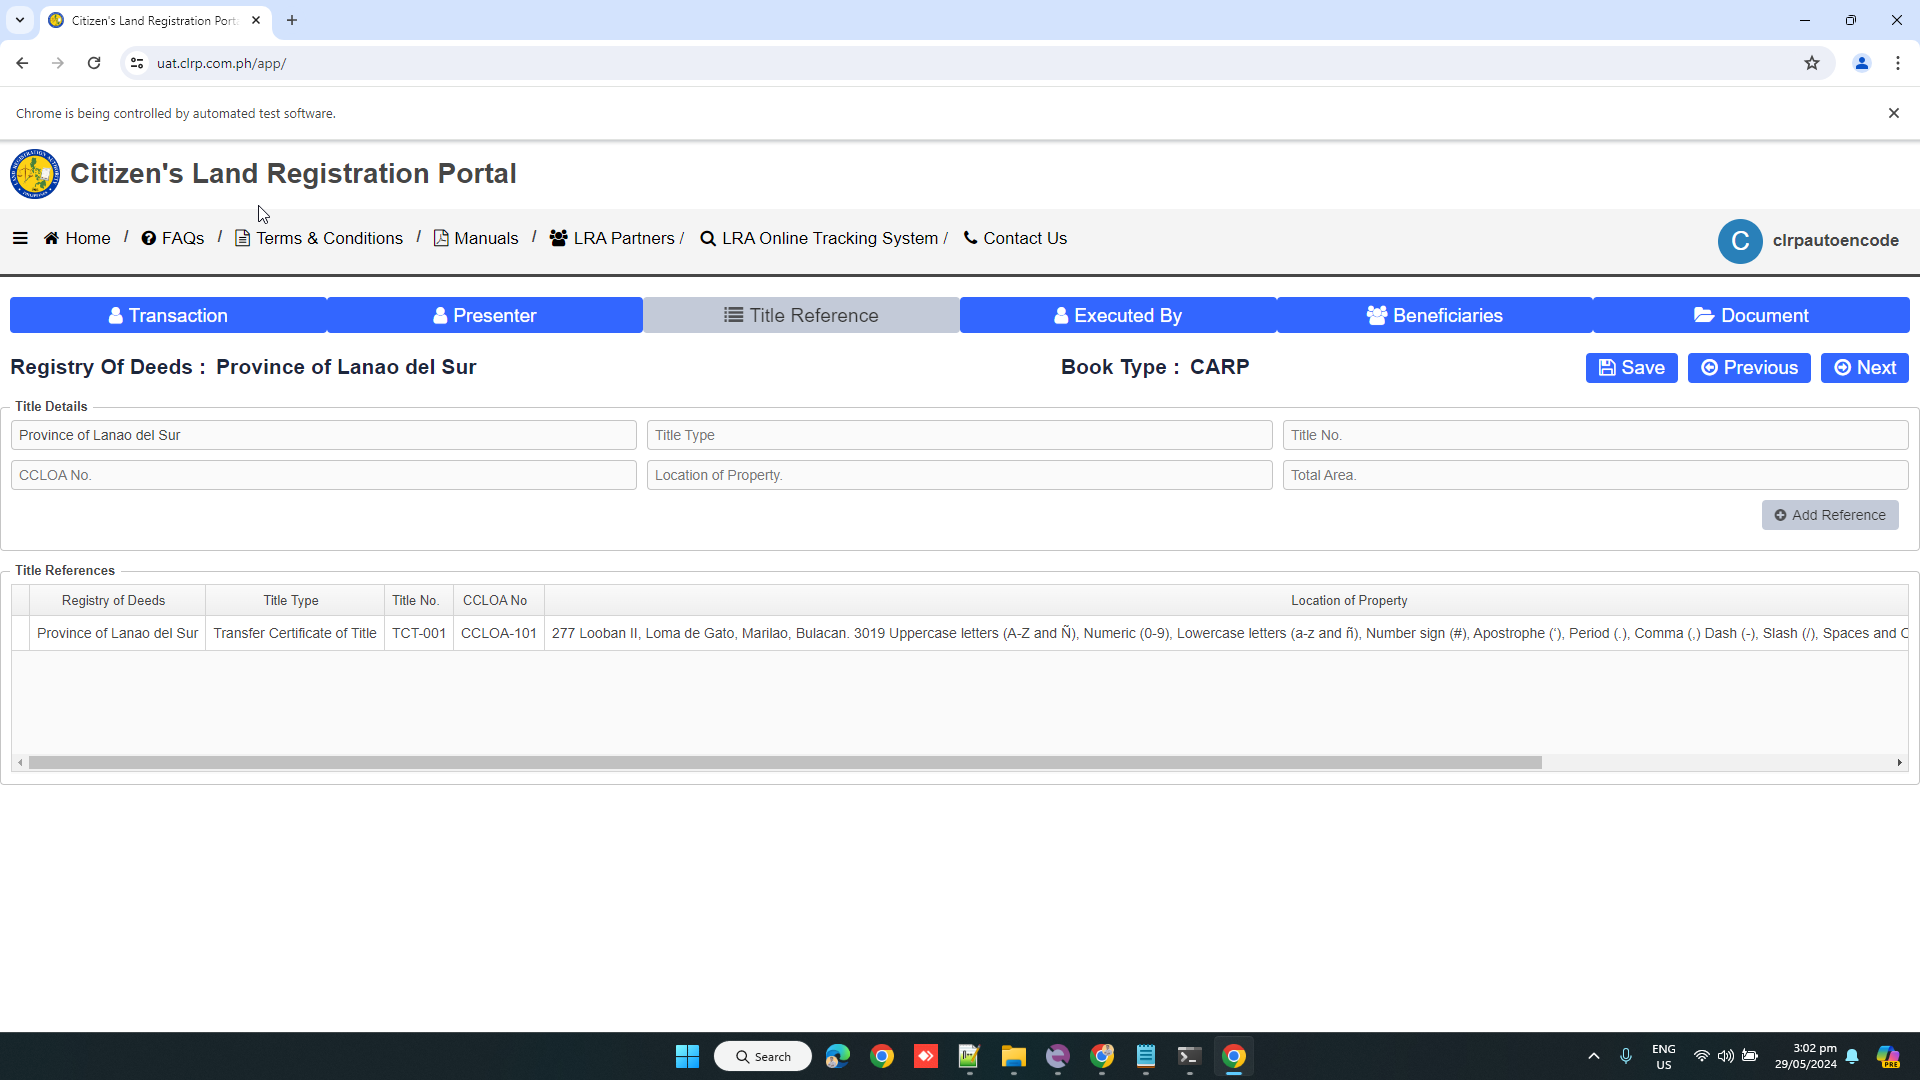 Citizen's Land Registration Porta
uat.clrp.com.ph/app/
Chrome is being controlled by automated test software.
Citizen's Land Registration Portal
Home / FAQs / Terms & Conditions / Manuals / LRA Partners / LRA Online Tracking System / Contact Us
C clrpautoencode
Transaction Presenter Title Reference Executed By Beneficiaries Document
Registry Of Deeds : Province of Lanao del Sur Book Type : CARP Save Previous Next
Title Details
Province of Lanao del Sur Title Type Title No.
CCLOA No. Location of Property. Total Area.
Add Reference
Title References
Registry of Deeds Title Type Title No. CCLOA No Location of Property
Province of Lanao del Sur Transfer Certificate of Title TCT-001 CCLOA-101 277 Looban II, Loma de Gato, Marilao, Bulacan. 3019 Uppercase letters (A-Z and Ñ), Numeric (0-9), Lowercase letters (a-z and ñ), Number sign (#), Apostrophe ('), Period (.), Comma (,) Dash (-), Slash (/), Spaces and
Search
ENG
US
3:02 pm
29/05/2024
PRE